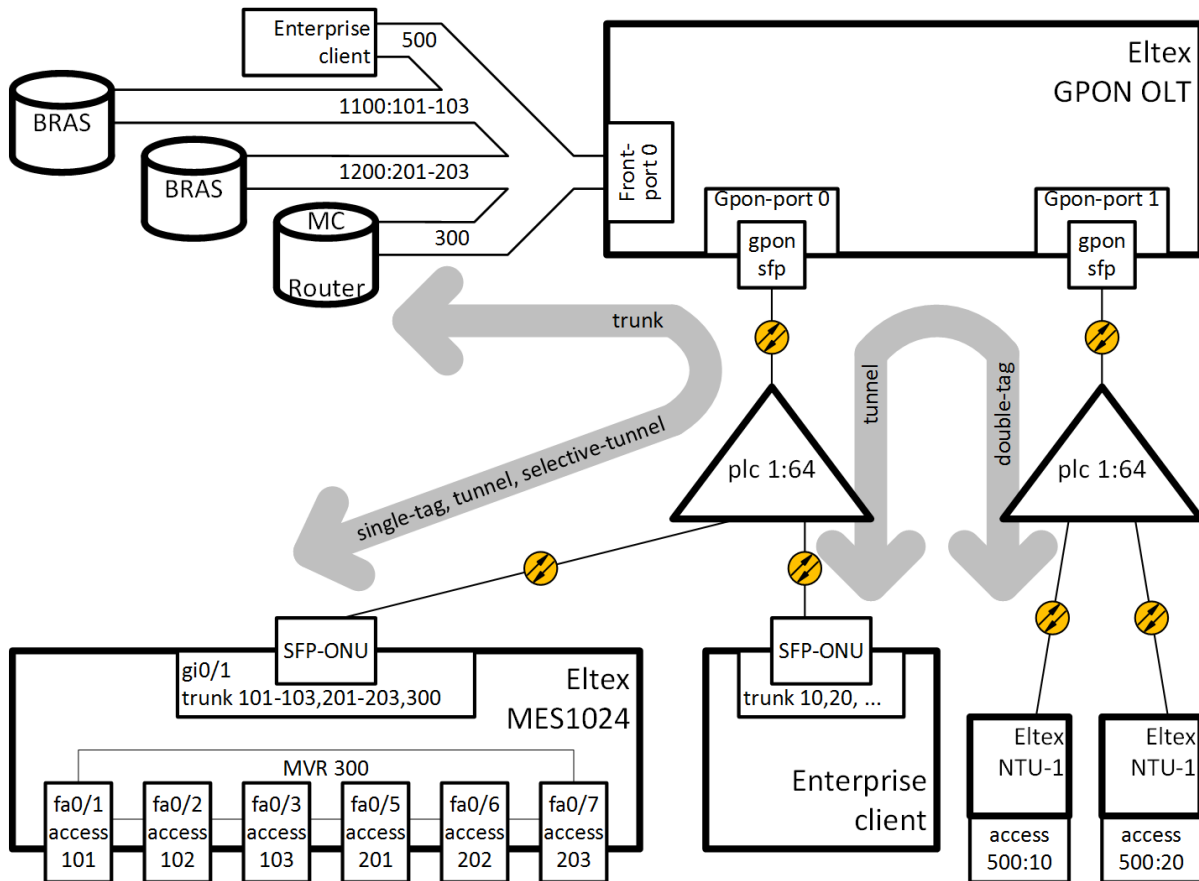 Enterprise
client
500
BRAS
1100:101-103
BRAS
1200:201-203
MC
Router
300
Eltex
GPON OLT
Front-
port 0
Gpon-port 0
gpon
sfp
Gpon-port 1
gpon
sfp
trunk
single-tag, tunnel, selective-tunnel
tunnel
double-tag
plc 1:64
plc 1:64
SFP-ONU
gi0/1
trunk 101-103,201-203,300
Eltex
MES1024
MVR 300
fa0/1
access
101
fa0/2
access
102
fa0/3
access
103
fa0/5
access
201
fa0/6
access
202
fa0/7
access
203
SFP-ONU
trunk 10,20, ...
Enterprise
client
Eltex
NTU-1
access
500:10
Eltex
NTU-1
access
500:20